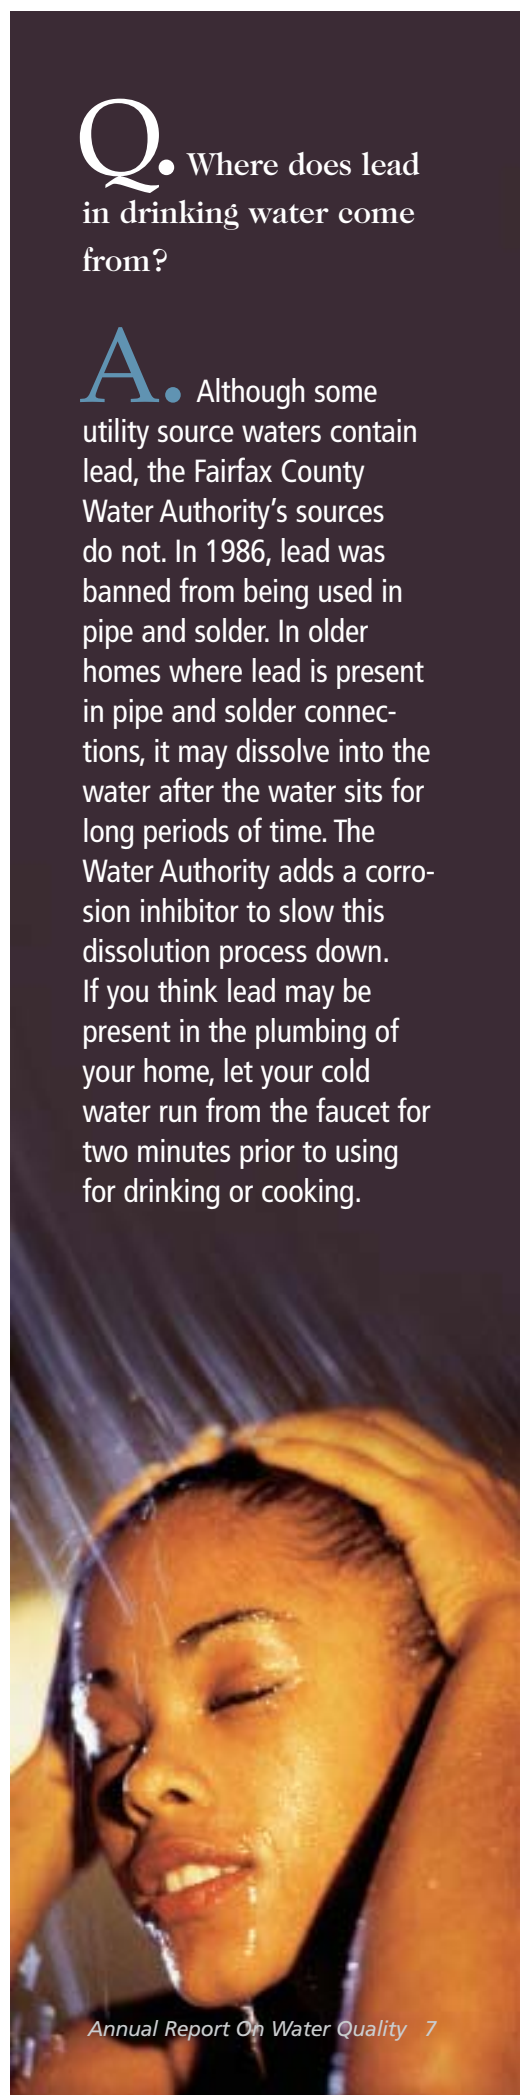 Q. Where does lead
in drinking water come
from?
A. Although some
utility source waters contain
lead, the Fairfax County
Water Authority's sources
do not. In 1986, lead was
banned from being used in
pipe and solder. In older
homes where lead is present
in pipe and solder connec-
tions, it may dissolve into the
water after the water sits for
long periods of time. The
Water Authority adds a corro-
sion inhibitor to slow this
dissolution process down.
If you think lead may be
present in the plumbing of
your home, let your cold
water run from the faucet for
two minutes prior to using
for drinking or cooking.
Annual Report On Water Quality 7